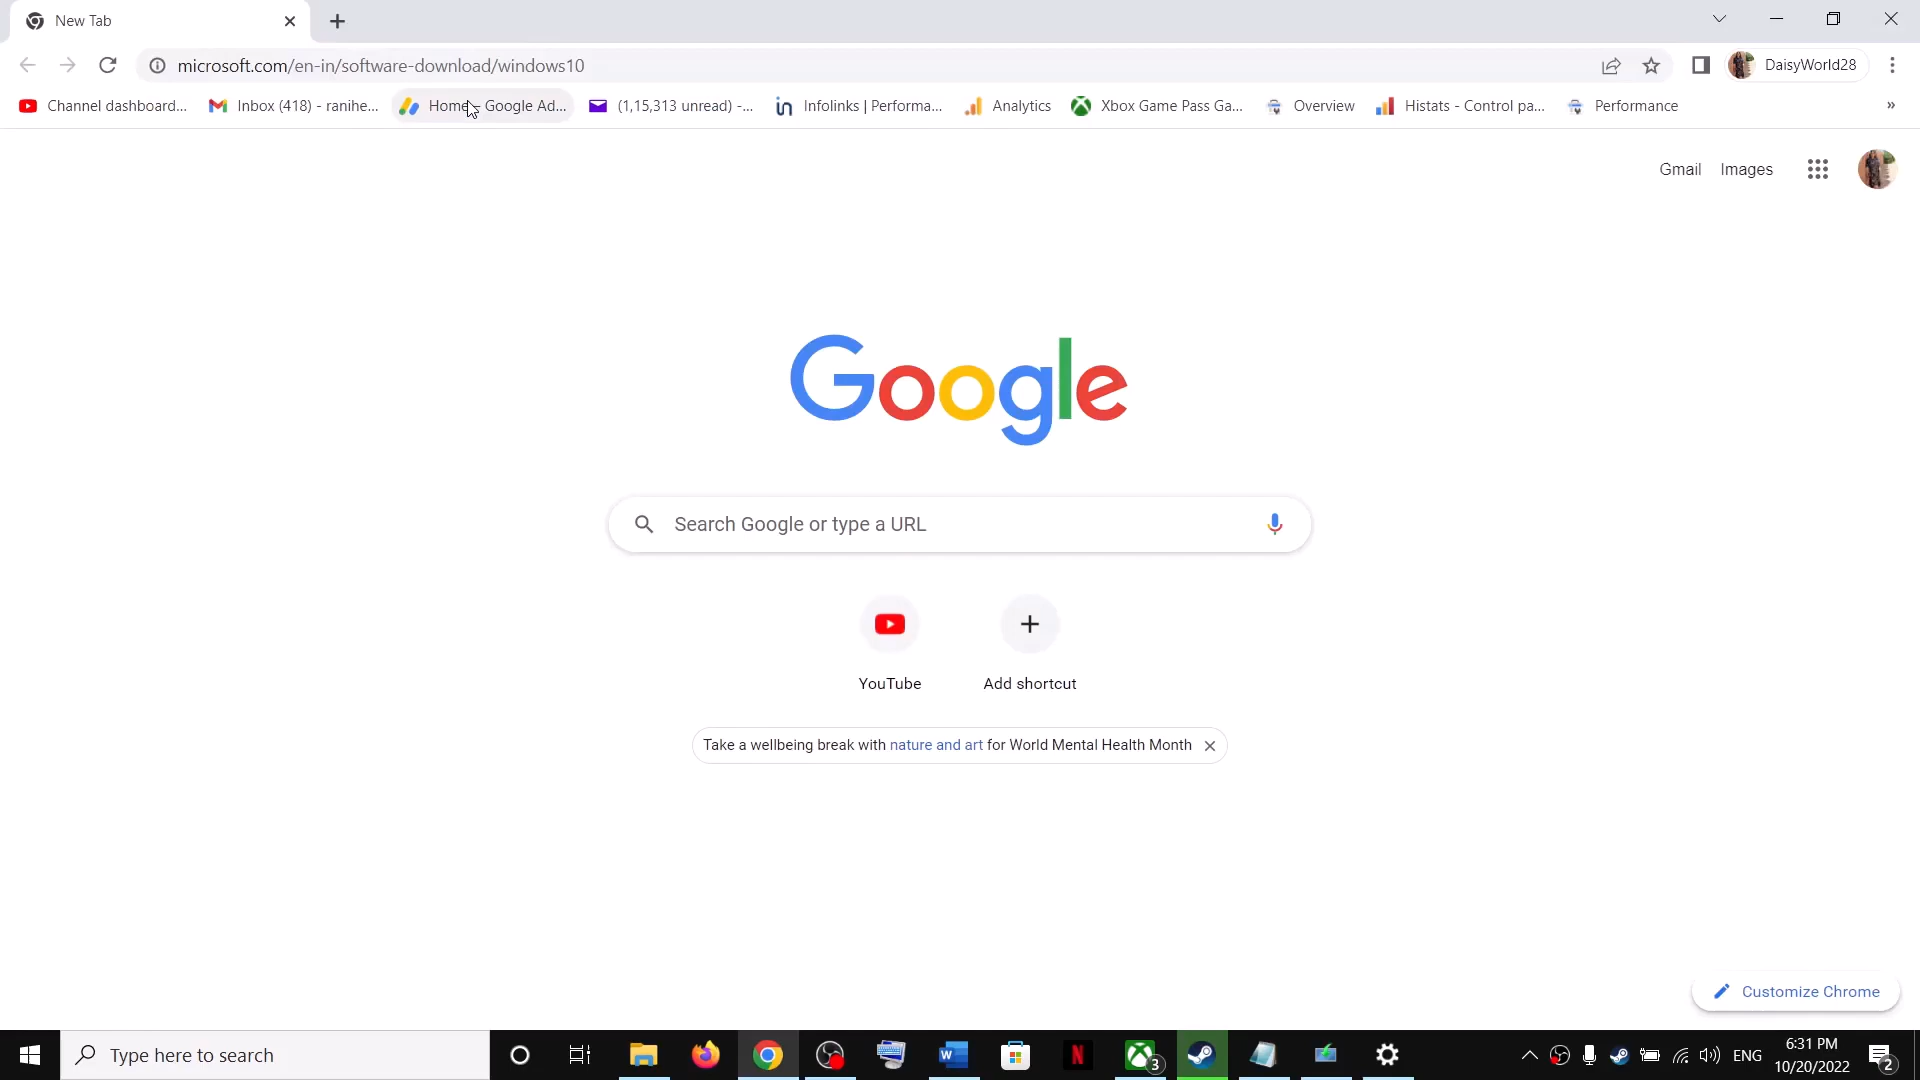 New Tab
microsoft.com/en-in/software-download/windows10
DaisyWorld28
Channel dashboard...
Inbox (418) - ranihe...
Home - Google Ad...
(1,15,313 unread) -...
Infolinks | Performa...
Analytics
Xbox Game Pass Ga...
Overview
Histats - Control pa...
Performance
»
Gmail
Images
Google
Search Google or type a URL
YouTube
Add shortcut
Take a wellbeing break with nature and art for World Mental Health Month
Customize Chrome
Type here to search
3
ENG
6:31 PM
10/20/2022
2